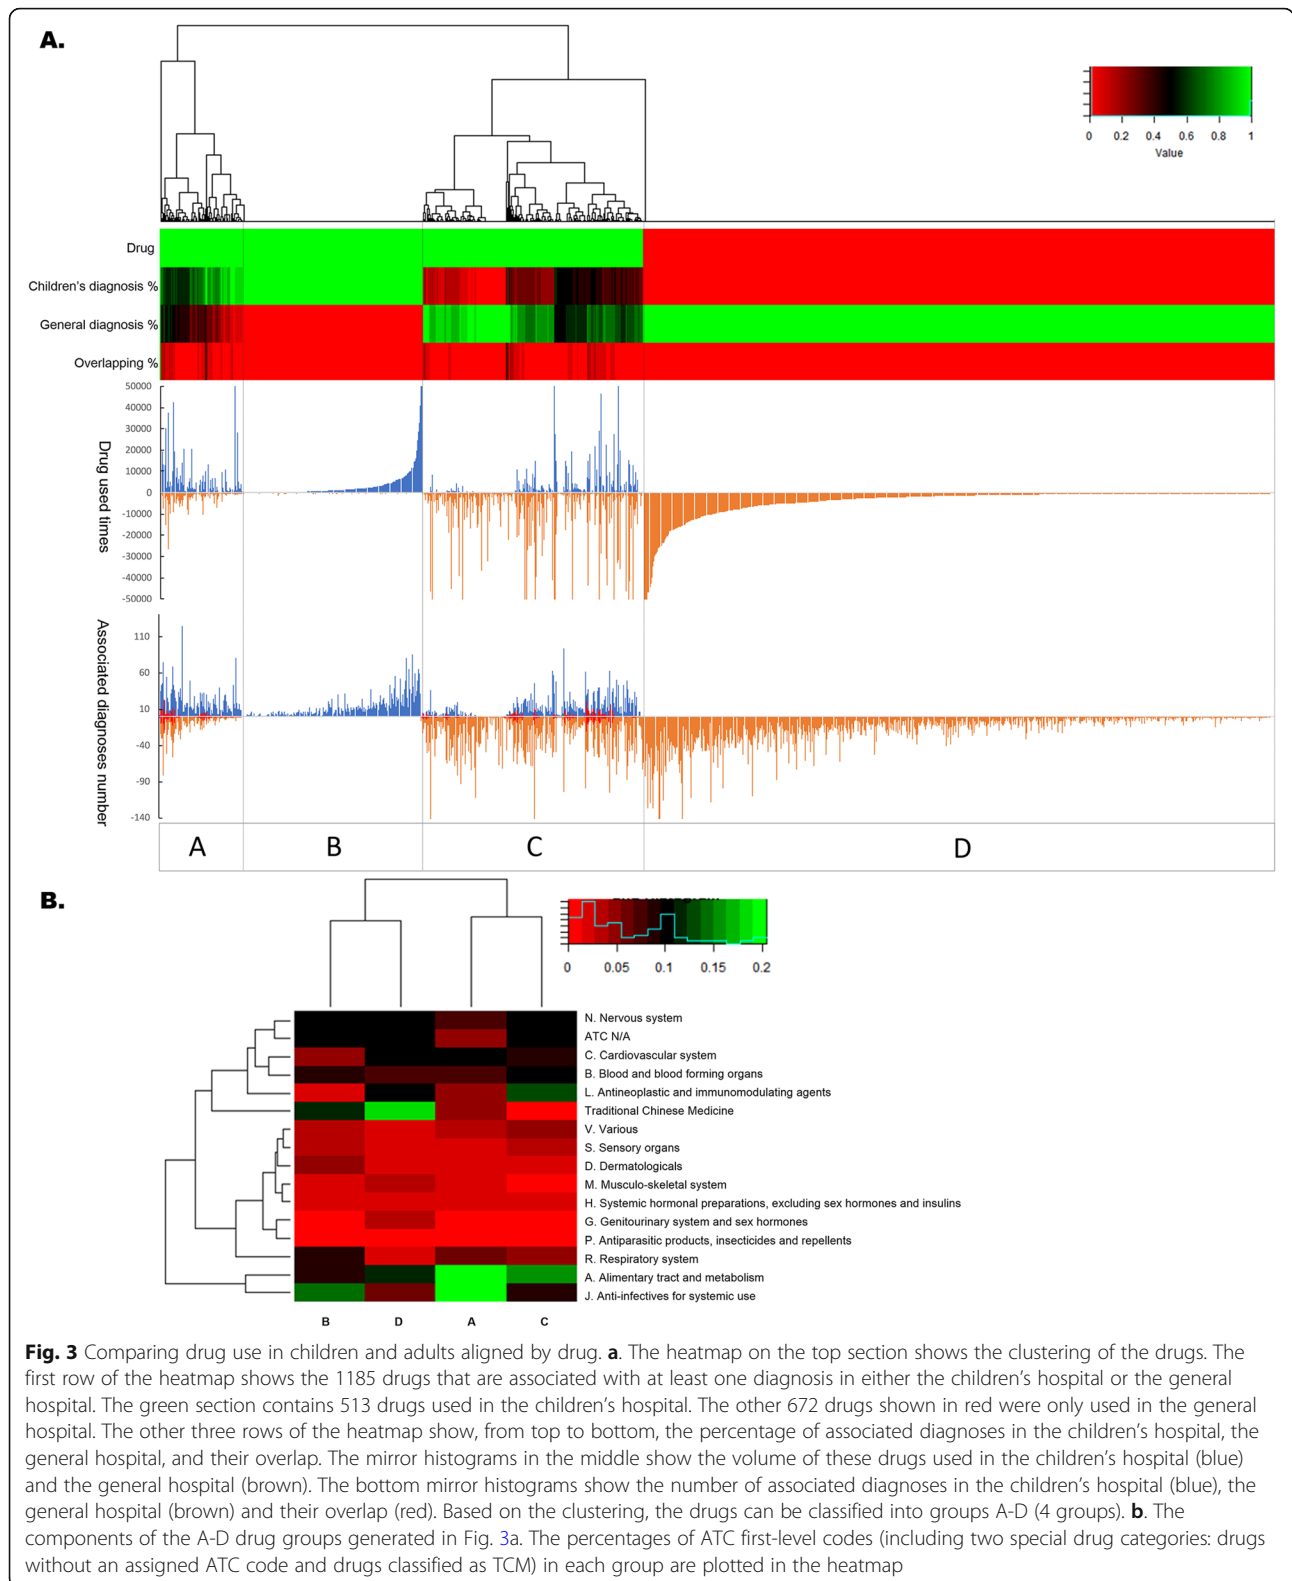 A.
0 0.2 0.4 0.6 0.8 1
Value
Drug
Children's diagnosis %
General diagnosis %
Overlapping %
50000
40000
30000
20000
10000
0
-10000
-20000
-30000
-40000
-50000
Drug used times
110
60
10
-40
-90
-140
Associated diagnoses number
A B C D
B.
0 0.05 0.1 0.15 0.2
N. Nervous system
ATC N/A
C. Cardiovascular system
B. Blood and blood forming organs
L. Antineoplastic and immunomodulating agents
Traditional Chinese Medicine
V. Various
S. Sensory organs
D. Dermatologicals
M. Musculo-skeletal system
H. Systemic hormonal preparations, excluding sex hormones and insulins
G. Genitourinary system and sex hormones
P. Antiparasitic products, insecticides and repellents
R. Respiratory system
A. Alimentary tract and metabolism
J. Anti-infectives for systemic use
B D A C
Fig. 3 Comparing drug use in children and adults aligned by drug. a. The heatmap on the top section shows the clustering of the drugs. The
first row of the heatmap shows the 1185 drugs that are associated with at least one diagnosis in either the children's hospital or the general
hospital. The green section contains 513 drugs used in the children's hospital. The other 672 drugs shown in red were only used in the general
hospital. The other three rows of the heatmap show, from top to bottom, the percentage of associated diagnoses in the children's hospital, the
general hospital, and their overlap. The mirror histograms in the middle show the volume of these drugs used in the children's hospital (blue)
and the general hospital (brown). The bottom mirror histograms show the number of associated diagnoses in the children's hospital (blue), the
general hospital (brown) and their overlap (red). Based on the clustering, the drugs can be classified into groups A-D (4 groups). b. The
components of the A-D drug groups generated in Fig. 3a. The percentages of ATC first-level codes (including two special drug categories: drugs
without an assigned ATC code and drugs classified as TCM) in each group are plotted in the heatmap